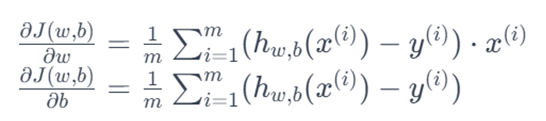 ∂J(w,b)/∂w = 1/m ∑_{i=1}^{m} (h_{w,b}(x^{(i)}) − y^{(i)}) · x^{(i)}
∂J(w,b)/∂b = 1/m ∑_{i=1}^{m} (h_{w,b}(x^{(i)}) − y^{(i)})